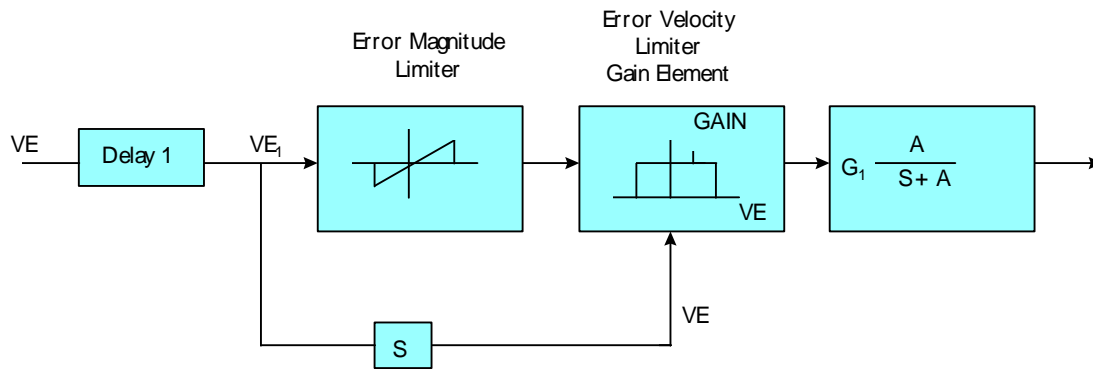 Error Magnitude
Limiter
Error Velocity
Limiter
Gain Element
VE
Delay 1
VE1
GAIN
VE
G1 A
S + A
VE
S